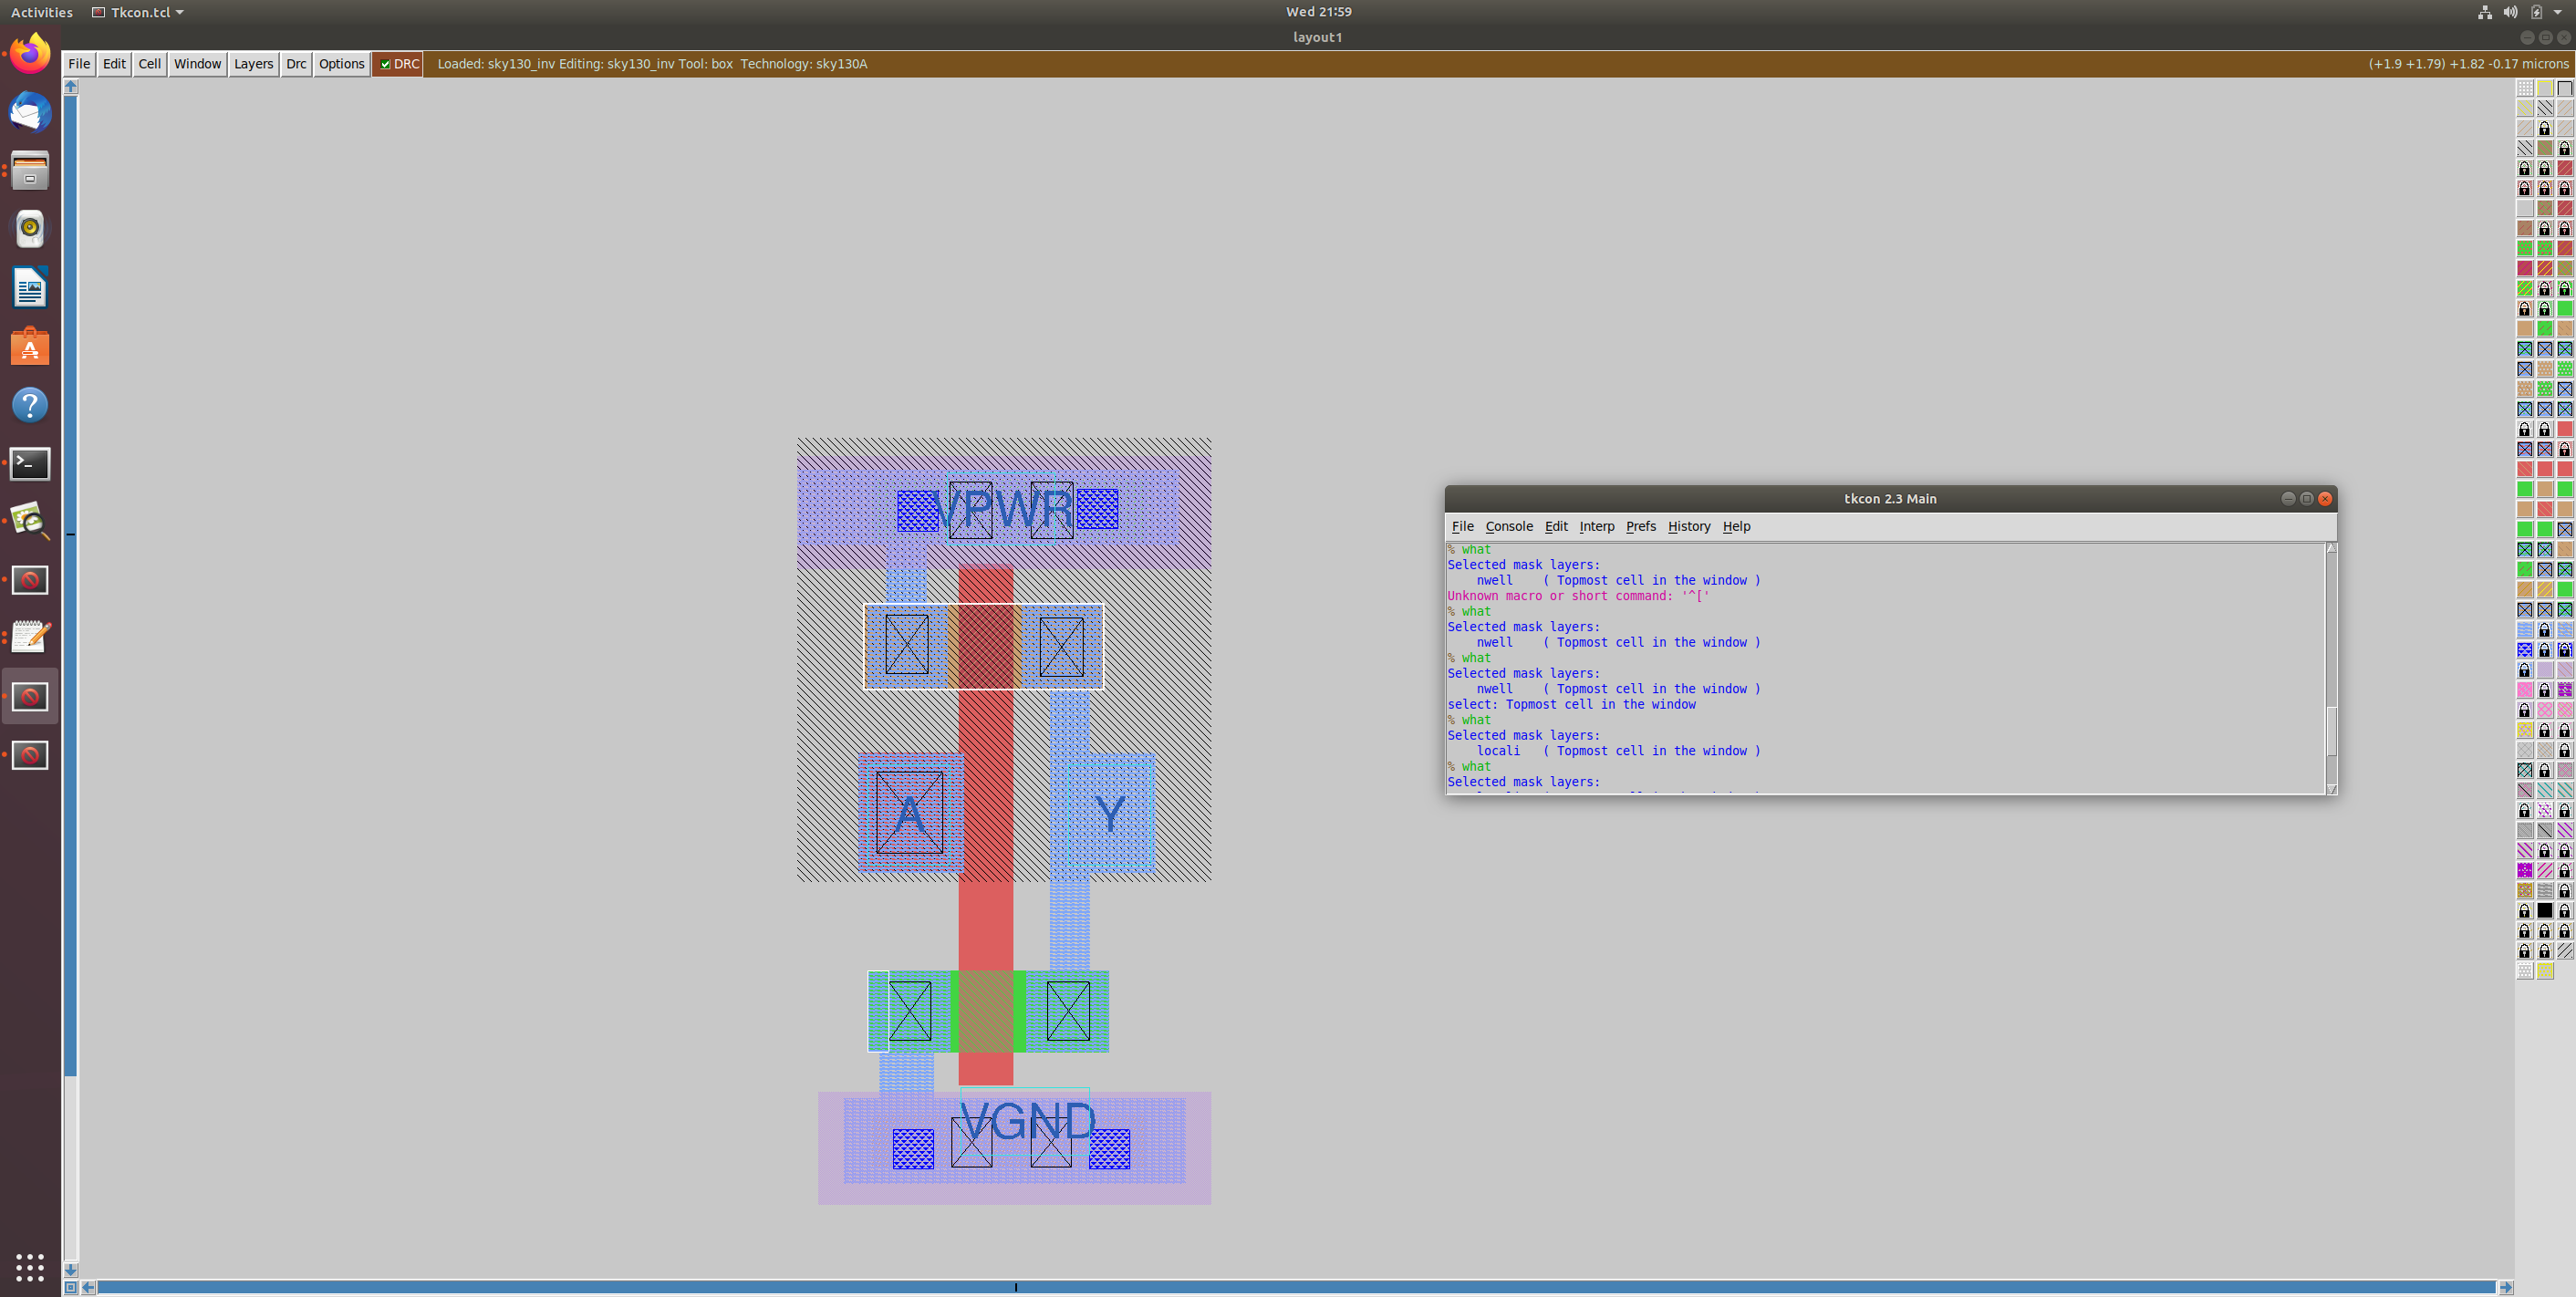 Activities
Tkcon.tcl
Wed 21:59
layout1
File Edit Cell Window Layers Drc Options DRC
Loaded: sky130_inv Editing: sky130_inv Tool: box Technology: sky130A
(+1.9 +1.79) +1.82 -0.17 microns
VPWR
A
Y
VGND
tkcon 2.3 Main
File Console Edit Interp Prefs History Help
% what
Selected mask layers:
nwell ( Topmost cell in the window )
Unknown macro or short command: '^['
% what
Selected mask layers:
nwell ( Topmost cell in the window )
% what
Selected mask layers:
nwell ( Topmost cell in the window )
select: Topmost cell in the window
% what
Selected mask layers:
locali ( Topmost cell in the window )
% what
Selected mask layers: